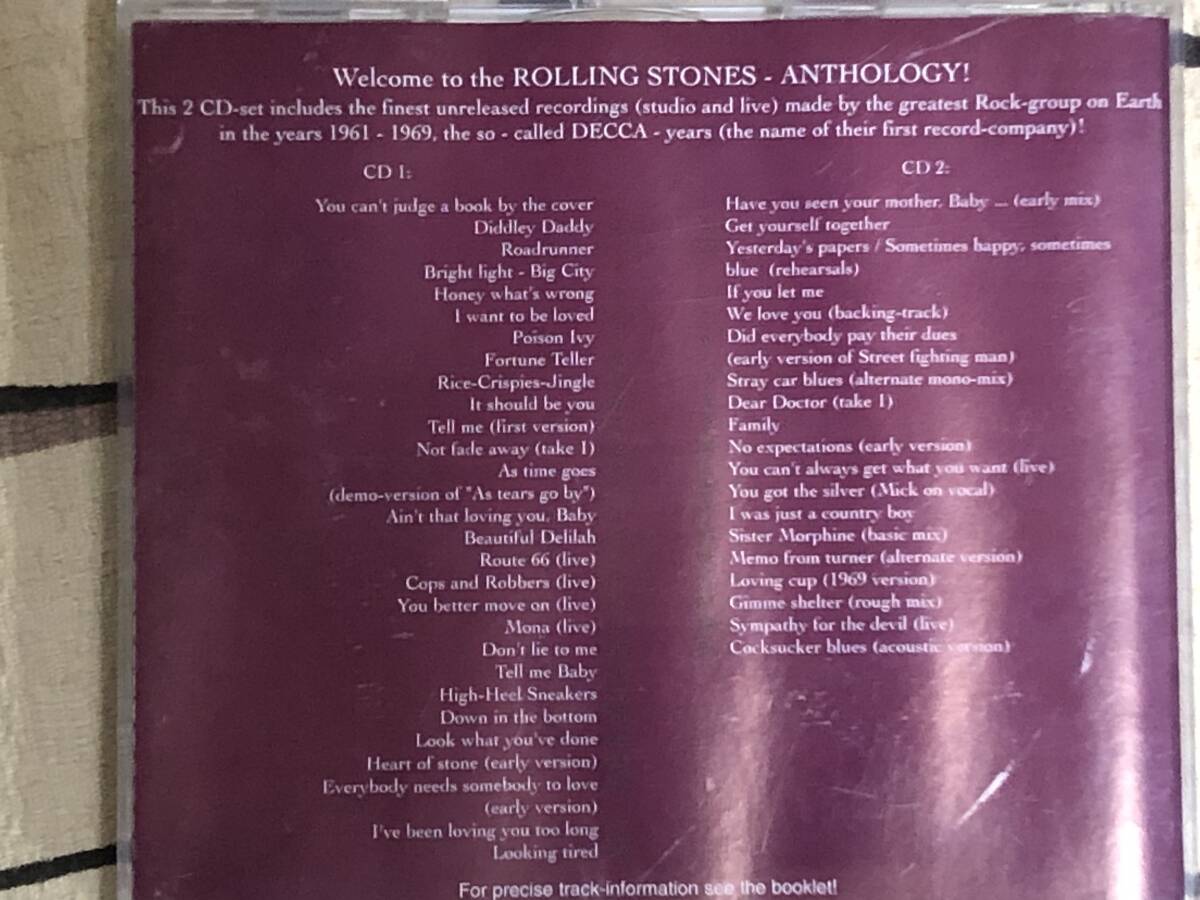 Welcome to the ROLLING STONES - ANTHOLOGY!
This 2 CD-set includes the finest unreleased recordings (studio and live) made by the greatest Rock-group on Earth
in the years 1961 - 1969, the so - called DECCA - years (the name of their first record-company)!
CD 1:
You can't judge a book by the cover
Diddley Daddy
Roadrunner
Bright light - Big City
Honey what's wrong
I want to be loved
Poison Ivy
Fortune Teller
Rice-Crispies-Jingle
It should be you
Tell me (first version)
Not fade away (take 1)
As time goes
(demo-version of "As tears go by")
Ain't that loving you, Baby
Beautiful Delilah
Route 66 (live)
Cops and Robbers (live)
You better move on (live)
Mona (live)
Don't lie to me
Tell me Baby
High-Heel Sneakers
Down in the bottom
Look what you've done
Heart of stone (early version)
Everybody needs somebody to love
(early version)
I've been loving you too long
Looking tired
CD 2:
Have you seen your mother, Baby ... (early mix)
Get yourself together
Yesterday's papers / Sometimes happy, sometimes
blue (rehearsals)
If you let me
We love you (backing-track)
Did everybody pay their dues
(early version of Street fighting man)
Stray car blues (alternate mono-mix)
Dear Doctor (take 1)
Family
No expectations (early version)
You can't always get what you want (live)
You got the silver (Mick on vocal)
I was just a country boy
Sister Morphine (basic mix)
Memo from turner (alternate version)
Loving cup (1969 version)
Gimme shelter (rough mix)
Sympathy for the devil (live)
Cocksucker blues (acoustic version)
For precise track-information see the booklet!